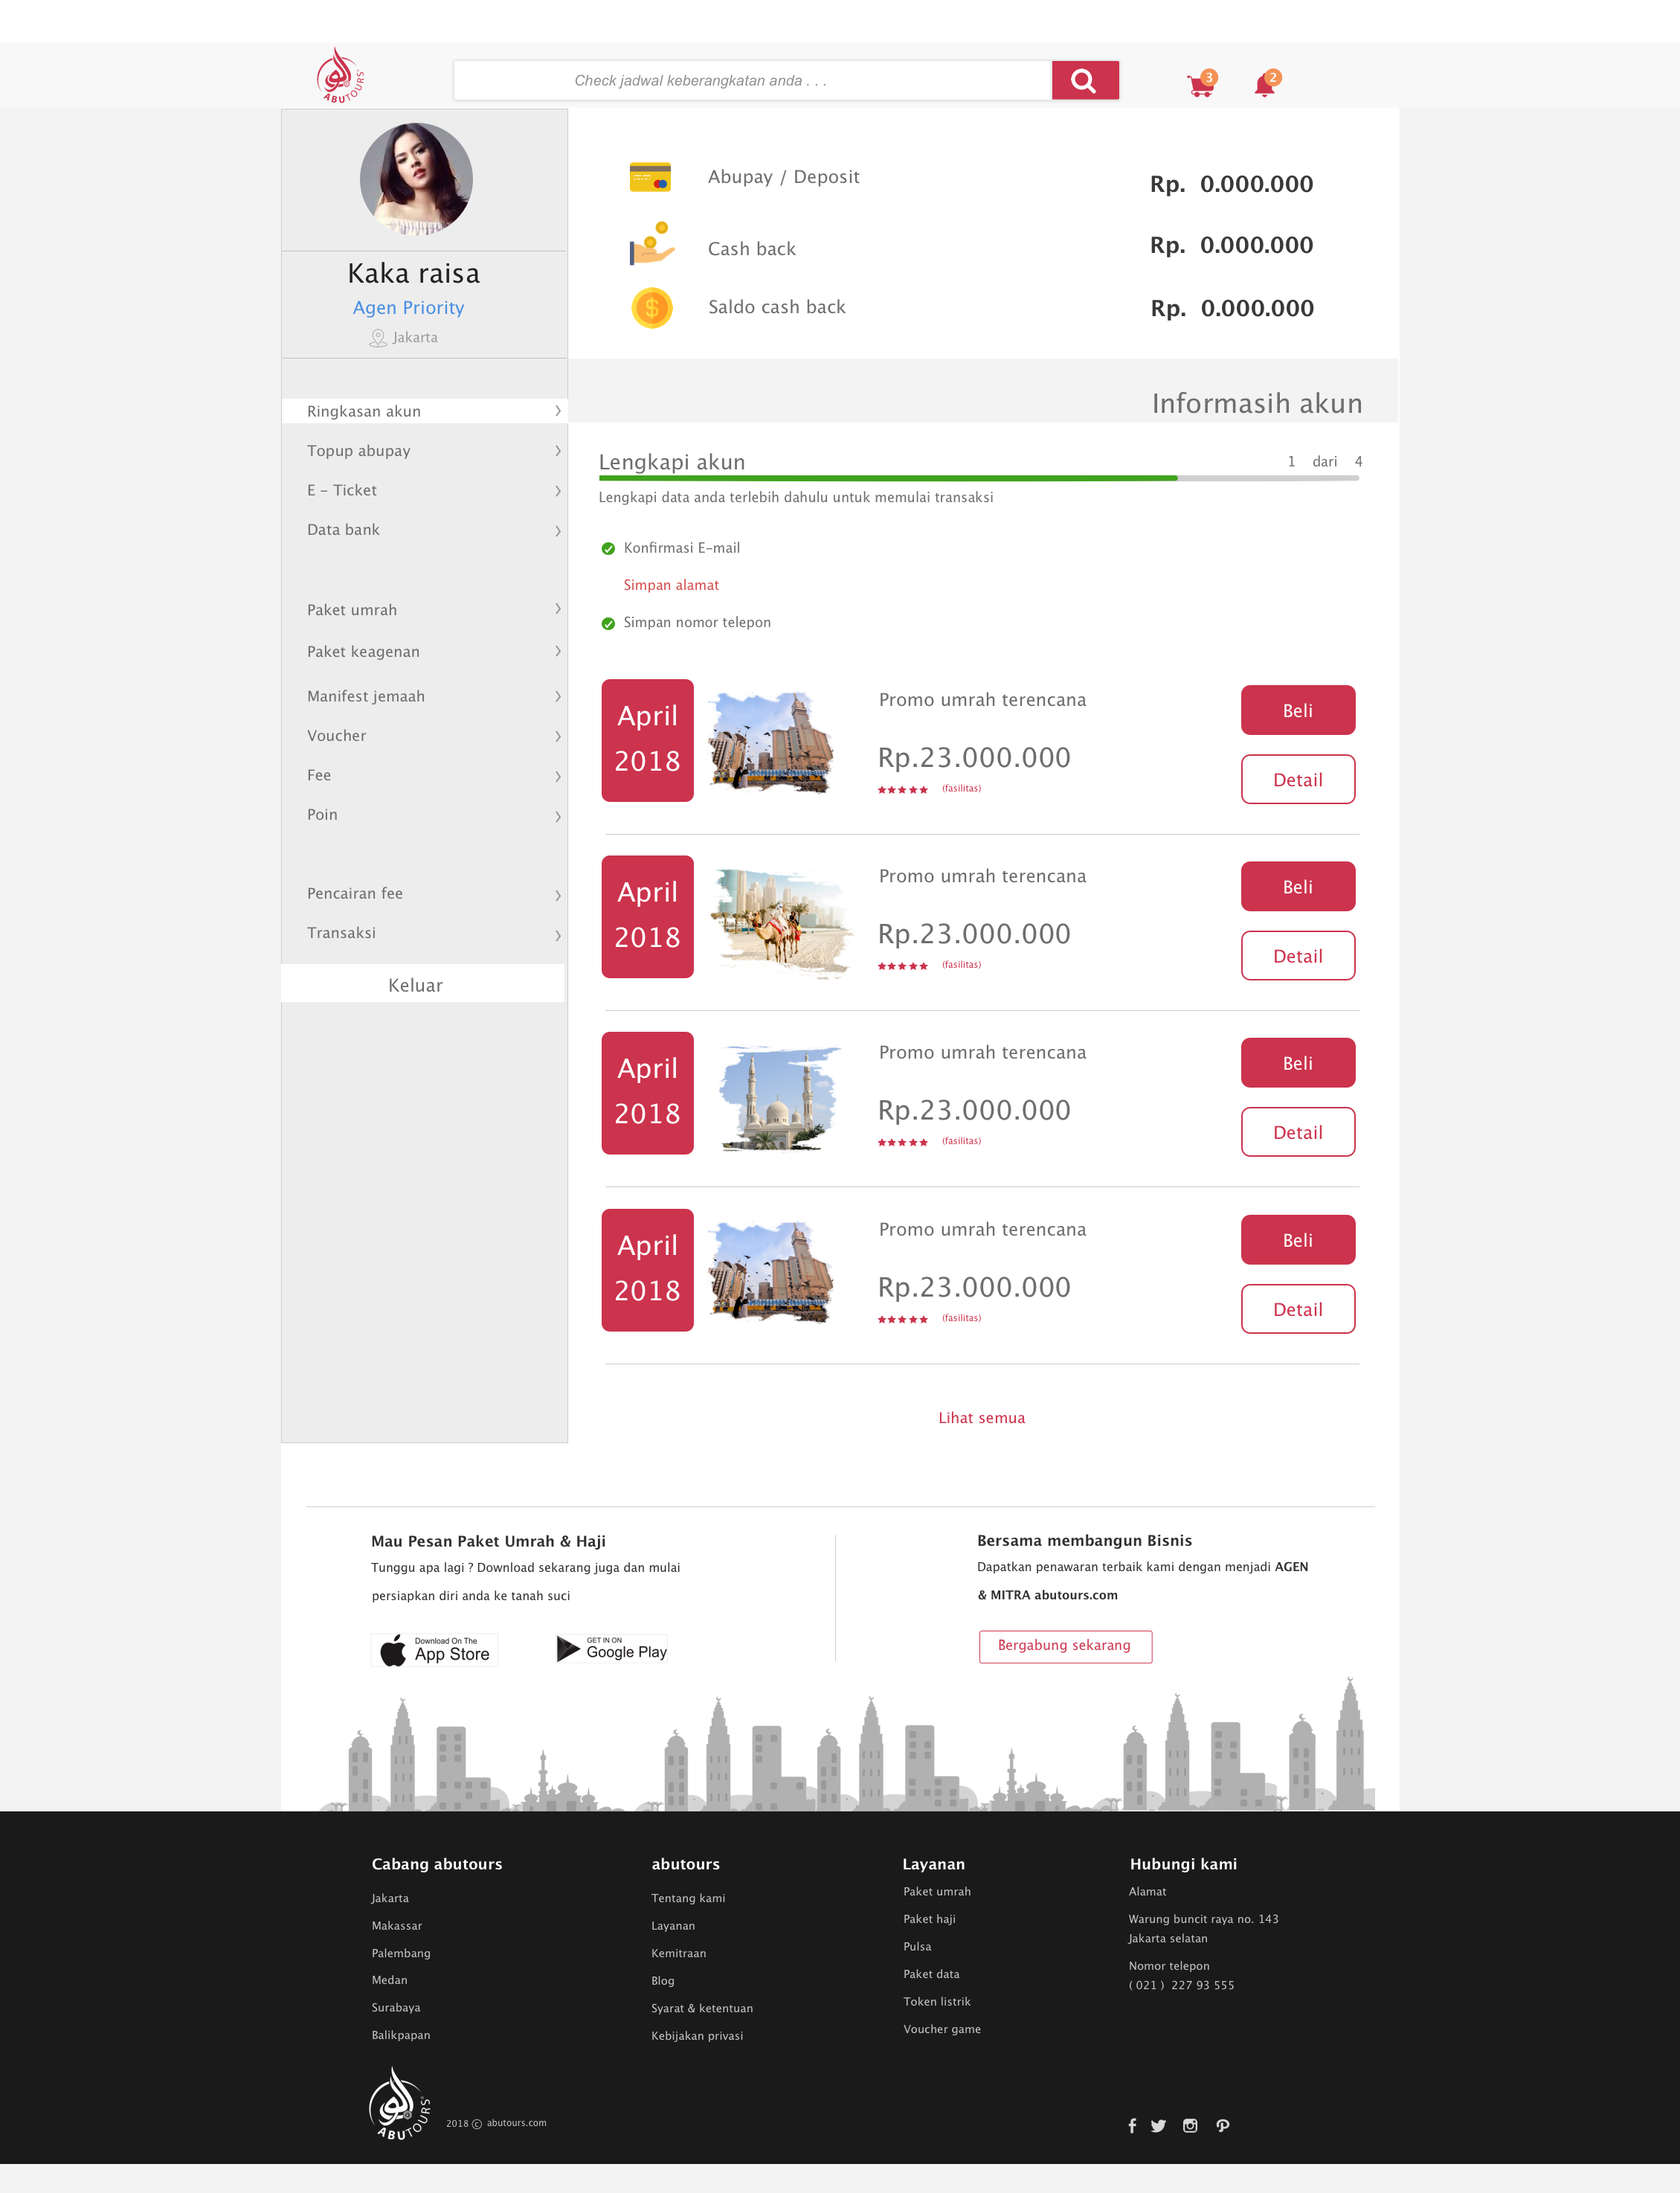 ABUTOURS
Check jadwal keberangkatan anda . . .
3
2
Kaka raisa
Agen Priority
Jakarta
Ringkasan akun
Topup abupay
E - Ticket
Data bank
Paket umrah
Paket keagenan
Manifest jemaah
Voucher
Fee
Poin
Pencairan fee
Transaksi
Keluar
Abupay / Deposit
Rp. 0.000.000
Cash back
Rp. 0.000.000
Saldo cash back
Rp. 0.000.000
Informasih akun
Lengkapi akun
1 dari 4
Lengkapi data anda terlebih dahulu untuk memulai transaksi
Konfirmasi E-mail
Simpan alamat
Simpan nomor telepon
April
2018
Promo umrah terencana
Rp.23.000.000
(fasilitas)
Beli
Detail
April
2018
Promo umrah terencana
Rp.23.000.000
(fasilitas)
Beli
Detail
April
2018
Promo umrah terencana
Rp.23.000.000
(fasilitas)
Beli
Detail
April
2018
Promo umrah terencana
Rp.23.000.000
(fasilitas)
Beli
Detail
Lihat semua
Mau Pesan Paket Umrah & Haji
Tunggu apa lagi ? Download sekarang juga dan mulai
persiapkan diri anda ke tanah suci
Download On The
App Store
GET IN ON
Google Play
Bersama membangun Bisnis
Dapatkan penawaran terbaik kami dengan menjadi AGEN
& MITRA abutours.com
Bergabung sekarang
Cabang abutours
Jakarta
Makassar
Palembang
Medan
Surabaya
Balikpapan
abutours
Tentang kami
Layanan
Kemitraan
Blog
Syarat & ketentuan
Kebijakan privasi
Layanan
Paket umrah
Paket haji
Pulsa
Paket data
Token listrik
Voucher game
Hubungi kami
Alamat
Warung buncit raya no. 143
Jakarta selatan
Nomor telepon
( 021 ) 227 93 555
ABUTOURS
2018 © abutours.com